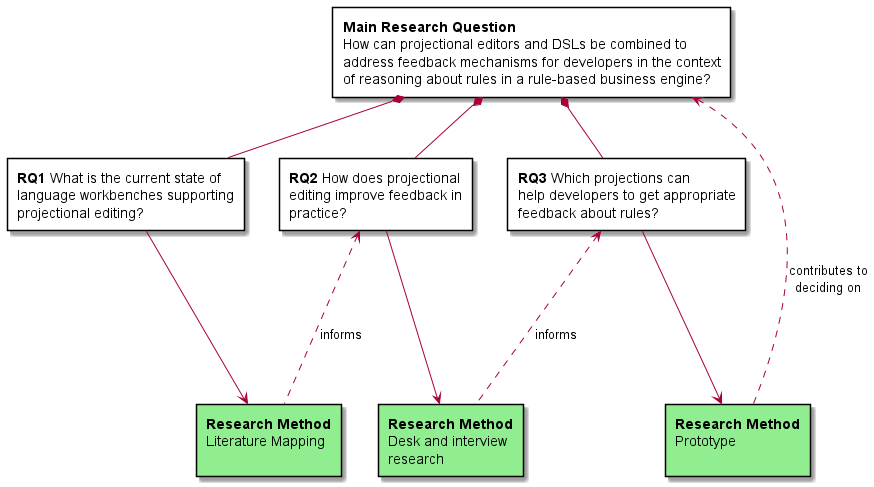 Main Research Question
How can projectional editors and DSLs be combined to
address feedback mechanisms for developers in the context
of reasoning about rules in a rule-based business engine?
RQ1 What is the current state of
language workbenches supporting
projectional editing?
RQ2 How does projectional
editing improve feedback in
practice?
RQ3 Which projections can
help developers to get appropriate
feedback about rules?
contributes to
deciding on
informs
informs
Research Method
Literature Mapping
Research Method
Desk and interview
research
Research Method
Prototype